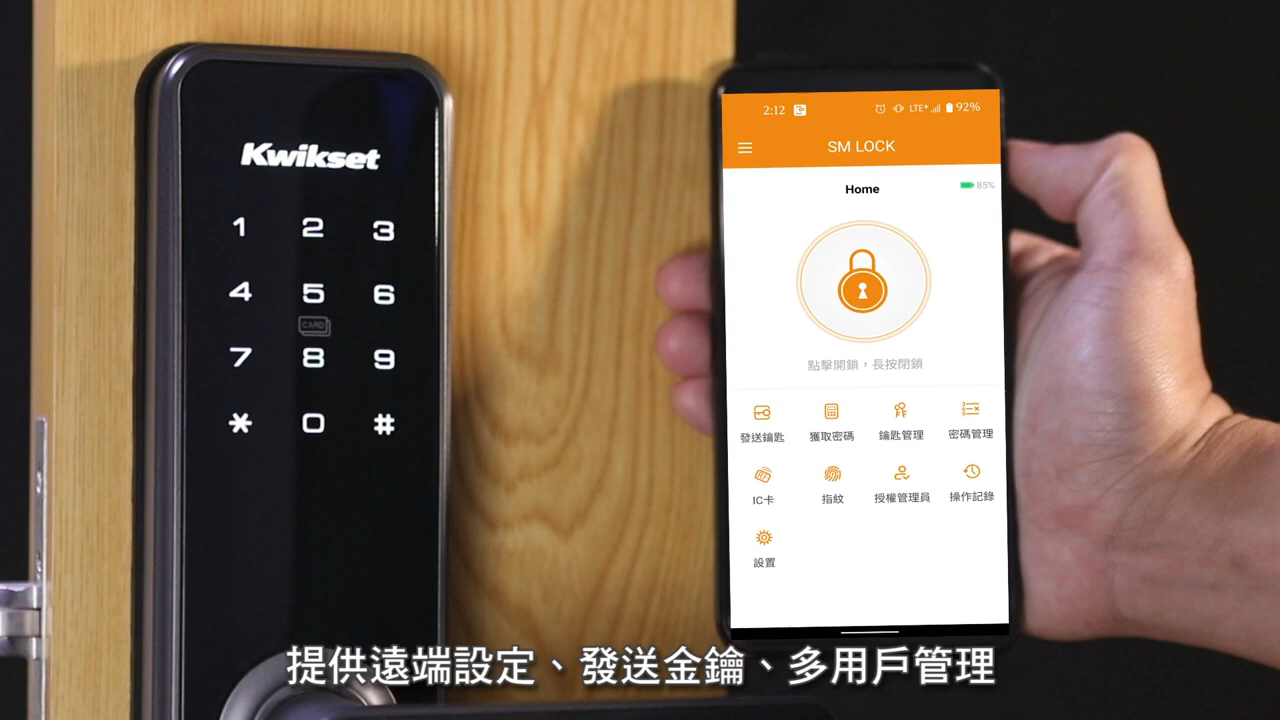 Kwikset
1 2 3
4 5 6
CARD
7 8 9
* 0 #
2:12 LTE+ 92%
SM LOCK
Home 85%
點擊開鎖，長按閉鎖
發送鑰匙 獲取密碼 鑰匙管理 密碼管理
IC卡 指紋 授權管理員 操作記錄
設置
提供遠端設定、發送金鑰、多用戶管理